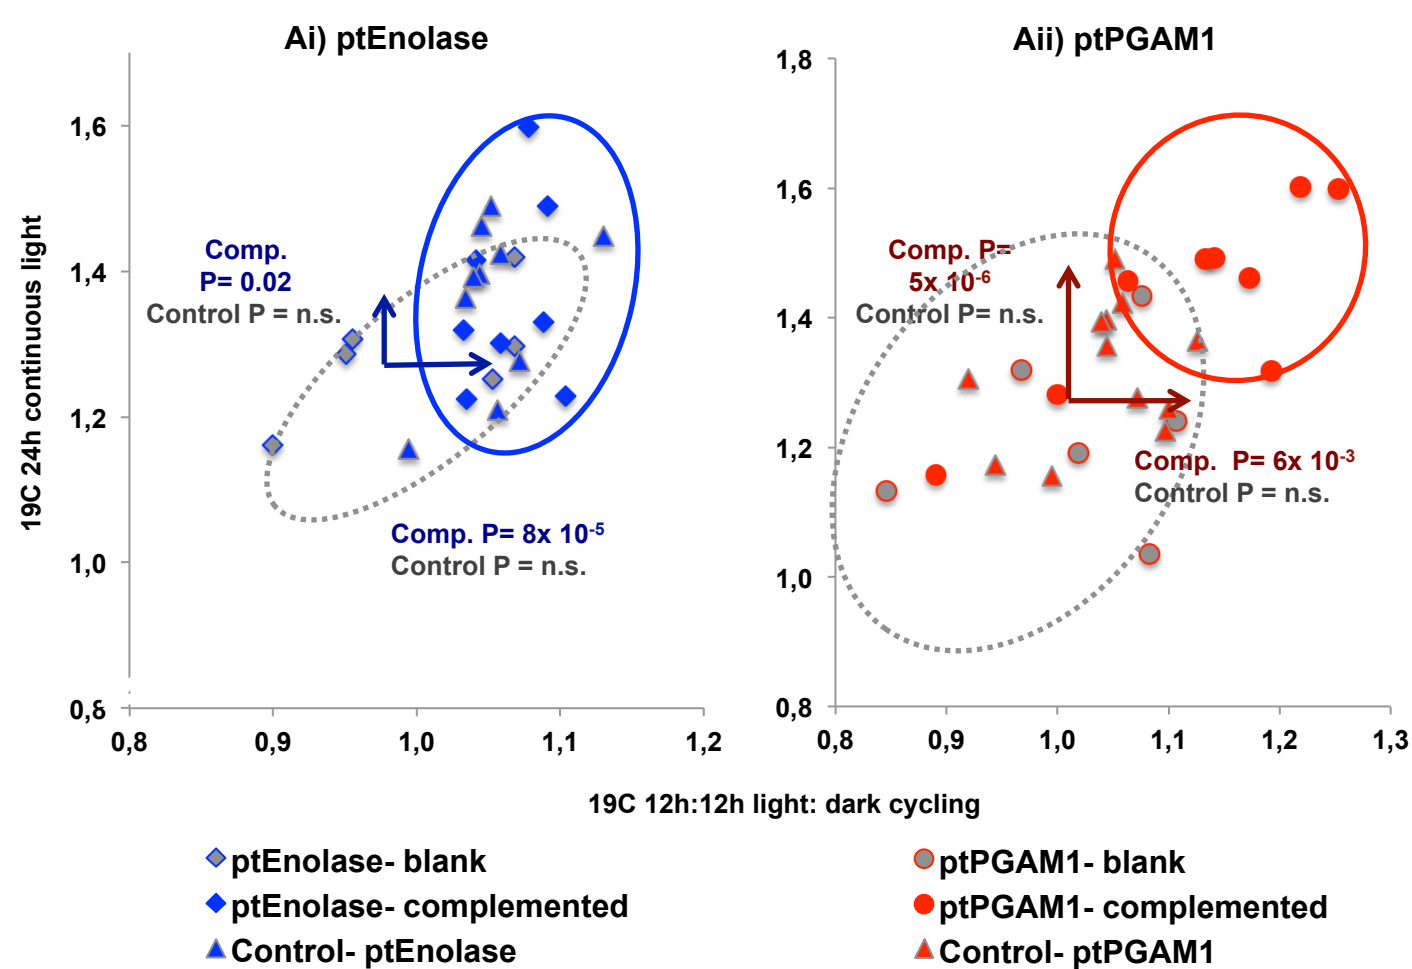 Ai) ptEnolase
Aii) ptPGAM1
19C 24h continuous light
1,6
1,4
1,2
1,0
0,8
0,8
0,9
1,0
1,1
1,2
Comp.
P= 0.02
Control P = n.s.
Comp. P= 8x 10-5
Control P = n.s.
1,8
1,6
1,4
1,2
1,0
0,8
0,8
0,9
1,0
1,1
1,2
1,3
Comp. P=
5x 10-6
Control P= n.s.
Comp. P= 6x 10-3
Control P = n.s.
19C 12h:12h light: dark cycling
ptEnolase- blank
ptEnolase- complemented
Control- ptEnolase
ptPGAM1- blank
ptPGAM1- complemented
Control- ptPGAM1